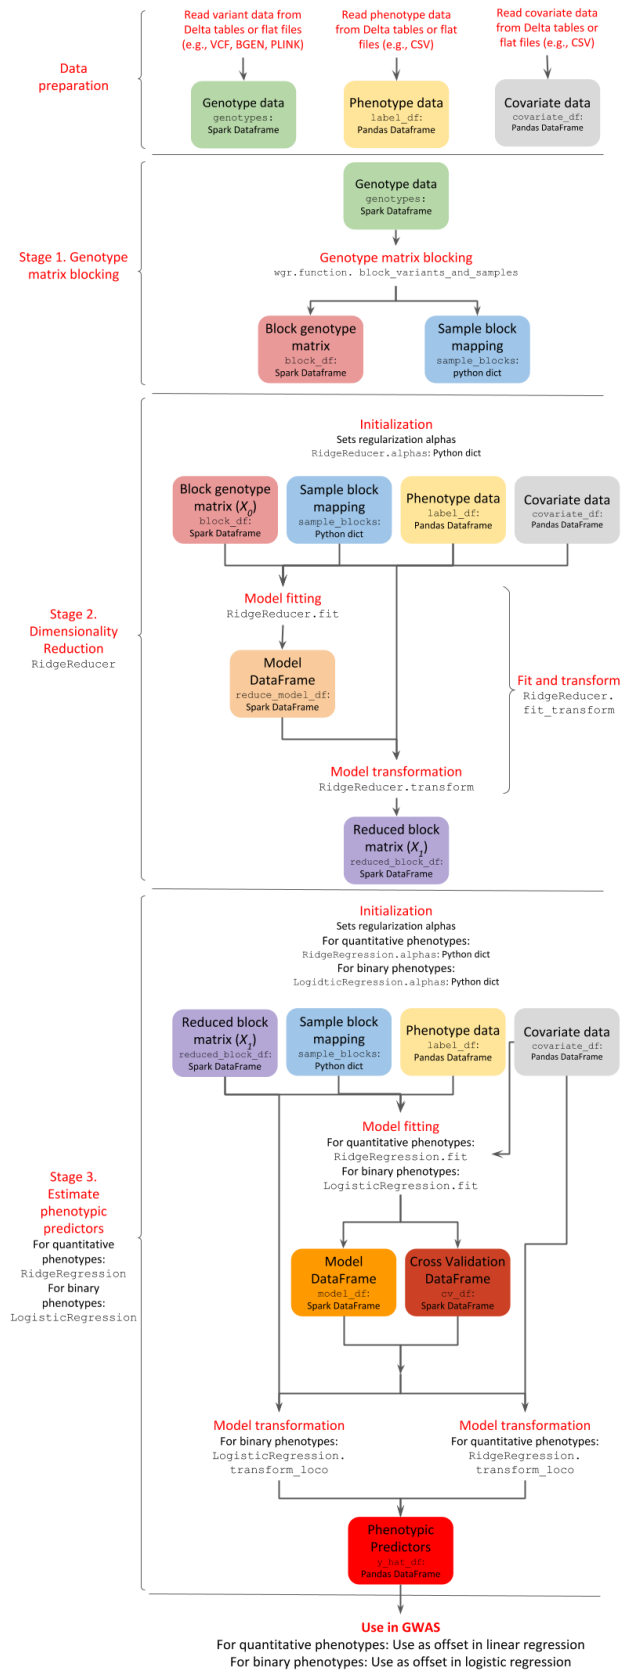 Read variant data from
Delta tables or flat files
(e.g., VCF, BGEN, PLINK)
Read phenotype data
from Delta tables or flat
files (e.g., CSV)
Read covariate data
from Delta tables or
flat files (e.g., CSV)
Data
preparation
Genotype data
genotypes:
Spark Dataframe
Phenotype data
label_df:
Pandas DataFrame
Covariate data
covariate_df:
Pandas DataFrame
Stage 1. Genotype
matrix blocking
Genotype data
genotypes:
Spark Dataframe
Genotype matrix blocking
wgr.function. block_variants_and_samples
Block genotype
matrix
block_df:
Spark Dataframe
Sample block
mapping
sample_blocks:
python dict
Stage 2.
Dimensionality
Reduction
RidgeReducer
Initialization
Sets regularization alphas
RidgeReducer.alphas: Python dict
Block genotype
matrix (X0)
block_df:
Spark Dataframe
Sample block
mapping
sample_blocks:
Python dict
Phenotype data
label_df:
Pandas DataFrame
Covariate data
covariate_df:
Pandas DataFrame
Model fitting
RidgeReducer.fit
Model
DataFrame
reduce_model_df:
Spark DataFrame
Fit and transform
RidgeReducer.
fit_transform
Model transformation
RidgeReducer.transform
Reduced block
matrix (X1)
reduced_block_df:
Spark DataFrame
Stage 3.
Estimate
phenotypic
predictors
For quantitative
phenotypes:
RidgeRegression
For binary
phenotypes:
LogisticRegression
Initialization
Sets regularization alphas
For quantitative phenotypes:
RidgeRegression.alphas: Python dict
For binary phenotypes:
LogidticRegression.alphas: Python dict
Reduced block
matrix (X1)
reduced_block_df:
Spark DataFrame
Sample block
mapping
sample_blocks:
Python dict
Phenotype data
label_df:
Pandas DataFrame
Covariate data
covariate_df:
Pandas DataFrame
Model fitting
For quantitative phenotypes:
RidgeRegression.fit
For binary phenotypes:
LogisticRegression.fit
Model
DataFrame
model_df:
Spark DataFrame
Cross Validation
DataFrame
cv_df:
Spark DataFrame
Model transformation
For binary phenotypes:
LogisticRegression.
transform_loco
Model transformation
For quantitative phenotypes:
RidgeRegression.
transform_loco
Phenotypic
Predictors
y_hat_df:
Pandas DataFrame
Use in GWAS
For quantitative phenotypes: Use as offset in linear regression
For binary phenotypes: Use as offset in logistic regression